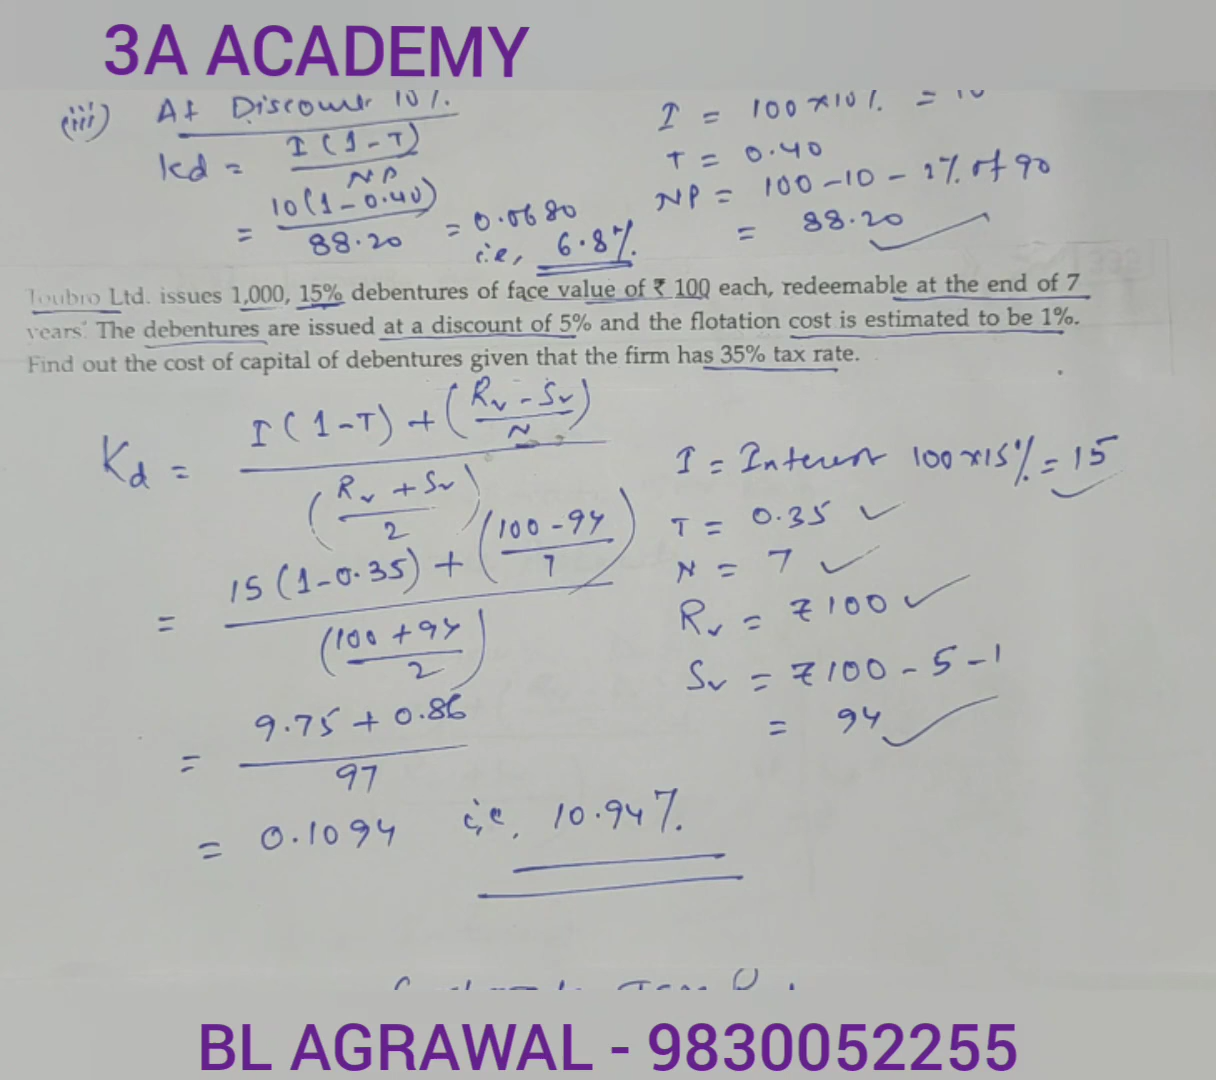 3A ACADEMY
(iii) At Discount 10%.
I = 100 × 10% = 10
Kd = I(1-T) / NP
T = 0.40
NP = 100 - 10 - 2% of 90
= 10(1-0.40) / 88.20 = 0.0680
= 88.20
i.e, 6.8%
Toubro Ltd. issues 1,000, 15% debentures of face value of ₹ 100 each, redeemable at the end of 7
years. The debentures are issued at a discount of 5% and the flotation cost is estimated to be 1%.
Find out the cost of capital of debentures given that the firm has 35% tax rate.
Kd = I(1-T) + (Rv - Sv / N) / (Rv + Sv / 2)
I = Interest 100×15% = 15
T = 0.35
= 15(1-0.35) + (100-94 / 7) / (100+94 / 2)
N = 7
Rv = ₹100
Sv = ₹100 - 5 - 1
= 94
= 9.75 + 0.86 / 97
= 0.1094 i,e, 10.94%.
BL AGRAWAL - 9830052255